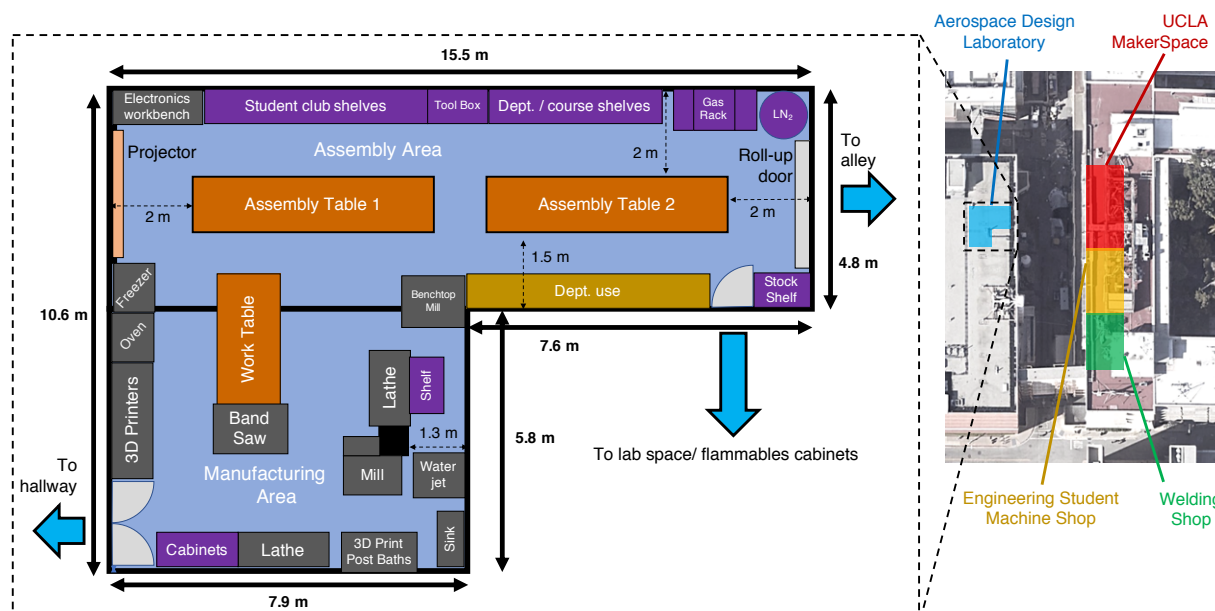 Aerospace Design
Laboratory
UCLA
MakerSpace
15.5 m
Electronics
workbench
Student club shelves
Tool Box
Dept. / course shelves
Gas
Rack
LN2
Projector
Assembly Area
2 m
Roll-up
door
To
alley
2 m
Assembly Table 1
Assembly Table 2
2 m
4.8 m
1.5 m
Freezer
Benchtop
Mill
Dept. use
Stock
Shelf
10.6 m
Oven
Work Table
7.6 m
Lathe
Shelf
3D Printers
Band
Saw
5.8 m
1.3 m
To lab space/ flammables cabinets
To
hallway
Manufacturing
Area
Mill
Water
jet
Engineering Student
Machine Shop
Welding
Shop
Cabinets
Lathe
3D Print
Post Baths
Sink
7.9 m